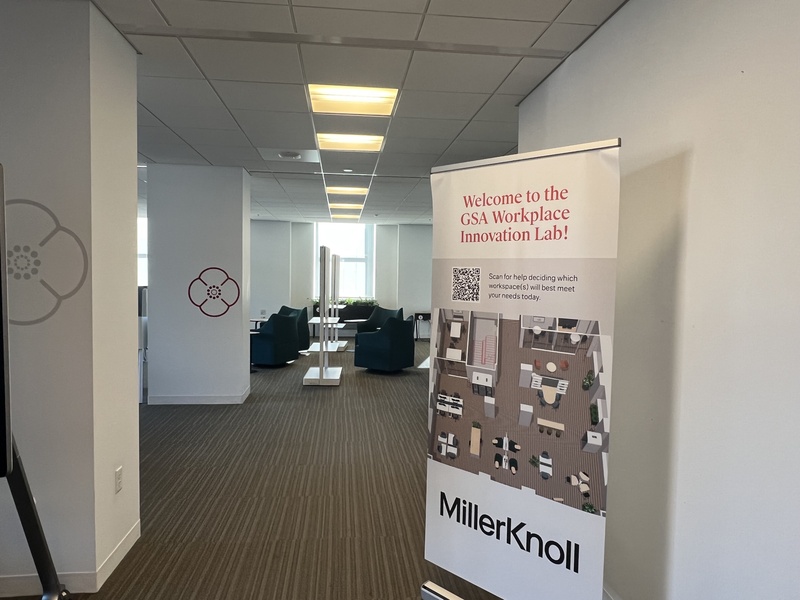 Welcome to the
GSA Workplace
Innovation Lab!
Scan for help deciding which
workspace(s) will best meet
your needs today.
MillerKnoll